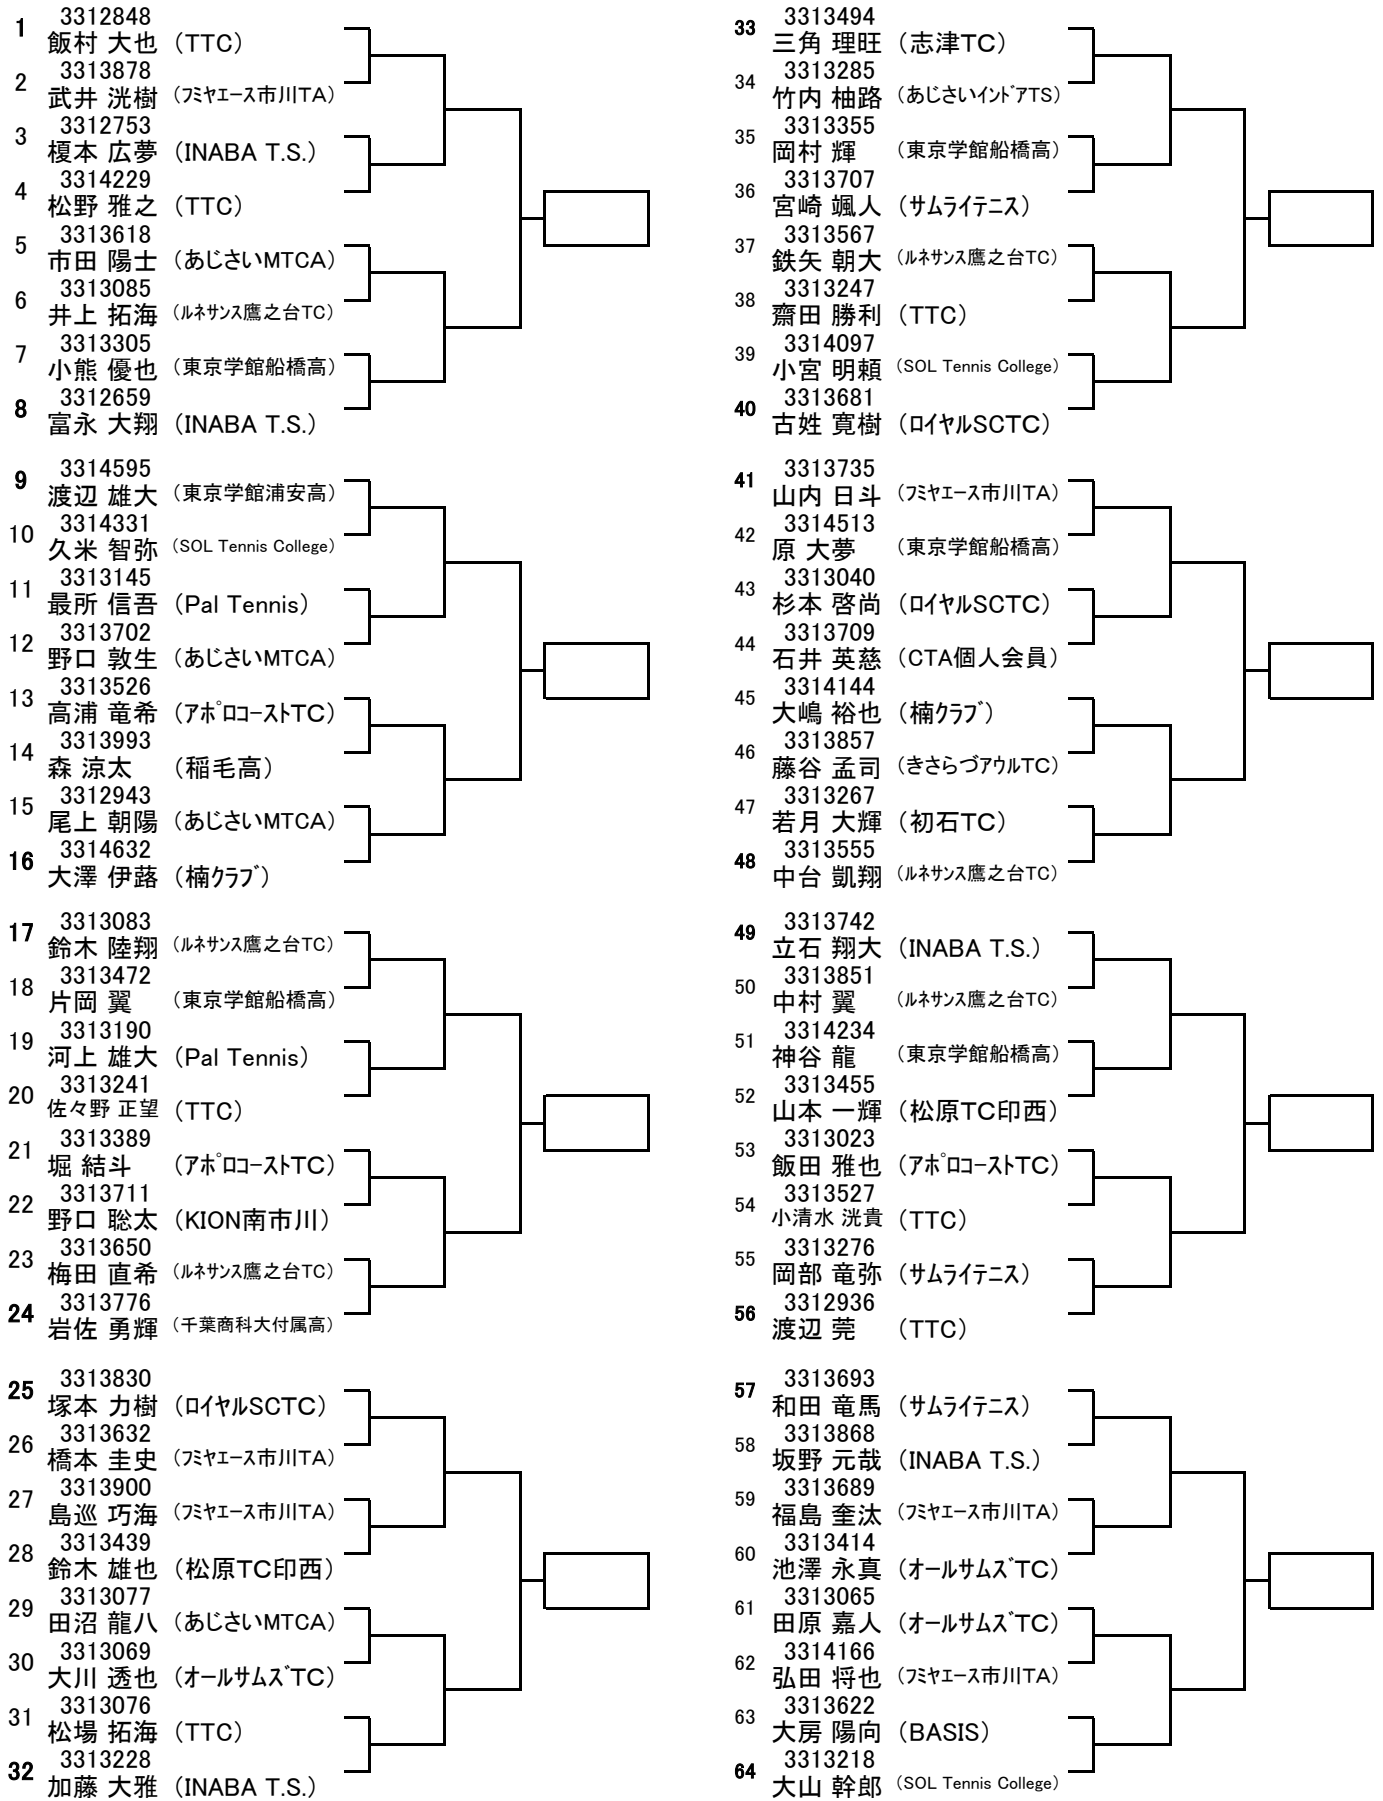 3312848
1 飯村 大也 (TTC)
3313878
2 武井 洸樹 (フミヤエース市川TA)
3312753
3 榎本 広夢 (INABA T.S.)
3314229
4 松野 雅之 (TTC)
3313618
5 市田 陽士 (あじさいMTCA)
3313085
6 井上 拓海 (ルネサンス鷹之台TC)
3313305
7 小熊 優也 (東京学館船橋高)
3312659
8 富永 大翔 (INABA T.S.)
3314595
9 渡辺 雄大 (東京学館浦安高)
3314331
10 久米 智弥 (SOL Tennis College)
3313145
11 最所 信吾 (Pal Tennis)
3313702
12 野口 敦生 (あじさいMTCA)
3313526
13 高浦 竜希 (アポロコーストTC)
3313993
14 森 涼太 (稲毛高)
3312943
15 尾上 朝陽 (あじさいMTCA)
3314632
16 大澤 伊蕗 (楠クラブ)
3313083
17 鈴木 陸翔 (ルネサンス鷹之台TC)
3313472
18 片岡 翼 (東京学館船橋高)
3313190
19 河上 雄大 (Pal Tennis)
3313241
20 佐々野 正望 (TTC)
3313389
21 堀 結斗 (アポロコーストTC)
3313711
22 野口 聡太 (KION南市川)
3313650
23 梅田 直希 (ルネサンス鷹之台TC)
3313776
24 岩佐 勇輝 (千葉商科大付属高)
3313830
25 塚本 力樹 (ロイヤルSCTC)
3313632
26 橋本 圭史 (フミヤエース市川TA)
3313900
27 島巡 巧海 (フミヤエース市川TA)
3313439
28 鈴木 雄也 (松原TC印西)
3313077
29 田沼 龍八 (あじさいMTCA)
3313069
30 大川 透也 (オールサムズTC)
3313076
31 松場 拓海 (TTC)
3313228
32 加藤 大雅 (INABA T.S.)
3313494
33 三角 理旺 (志津TC)
3313285
34 竹内 柚路 (あじさいインドアTS)
3313355
35 岡村 輝 (東京学館船橋高)
3313707
36 宮崎 颯人 (サムライテニス)
3313567
37 鉄矢 朝大 (ルネサンス鷹之台TC)
3313247
38 齋田 勝利 (TTC)
3314097
39 小宮 明頼 (SOL Tennis College)
3313681
40 古姓 寛樹 (ロイヤルSCTC)
3313735
41 山内 日斗 (フミヤエース市川TA)
3314513
42 原 大夢 (東京学館船橋高)
3313040
43 杉本 啓尚 (ロイヤルSCTC)
3313709
44 石井 英慈 (CTA個人会員)
3314144
45 大嶋 裕也 (楠クラブ)
3313857
46 藤谷 孟司 (きさらづアウルTC)
3313267
47 若月 大輝 (初石TC)
3313555
48 中台 凱翔 (ルネサンス鷹之台TC)
3313742
49 立石 翔大 (INABA T.S.)
3313851
50 中村 翼 (ルネサンス鷹之台TC)
3314234
51 神谷 龍 (東京学館船橋高)
3313455
52 山本 一輝 (松原TC印西)
3313023
53 飯田 雅也 (アポロコーストTC)
3313527
54 小清水 洸貴 (TTC)
3313276
55 岡部 竜弥 (サムライテニス)
3312936
56 渡辺 莞 (TTC)
3313693
57 和田 竜馬 (サムライテニス)
3313868
58 坂野 元哉 (INABA T.S.)
3313689
59 福島 奎汰 (フミヤエース市川TA)
3313414
60 池澤 永真 (オールサムズTC)
3313065
61 田原 嘉人 (オールサムズTC)
3314166
62 弘田 将也 (フミヤエース市川TA)
3313622
63 大房 陽向 (BASIS)
3313218
64 大山 幹郎 (SOL Tennis College)